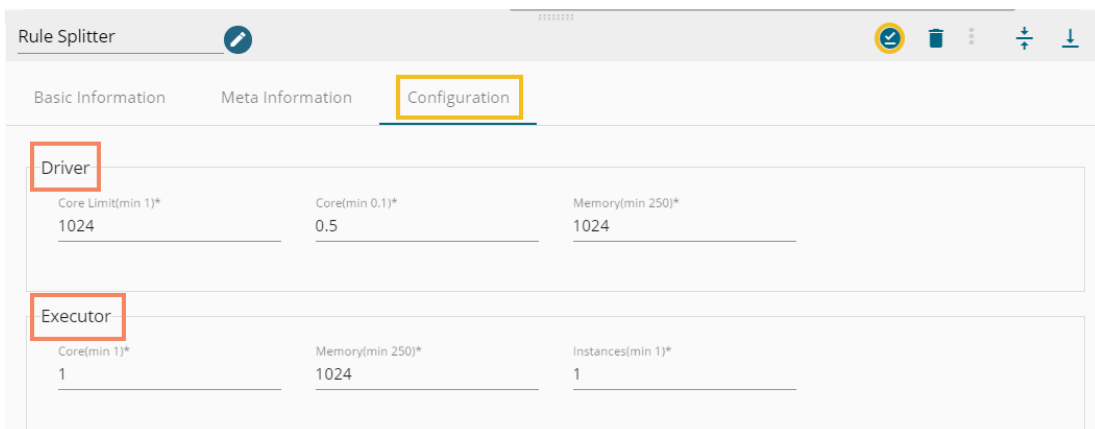 Rule Splitter
Basic Information Meta Information Configuration
Driver
Core Limit(min 1)* Core(min 0.1)* Memory(min 250)*
1024 0.5 1024
Executor
Core(min 1)* Memory(min 250)* Instances(min 1)*
1 1024 1